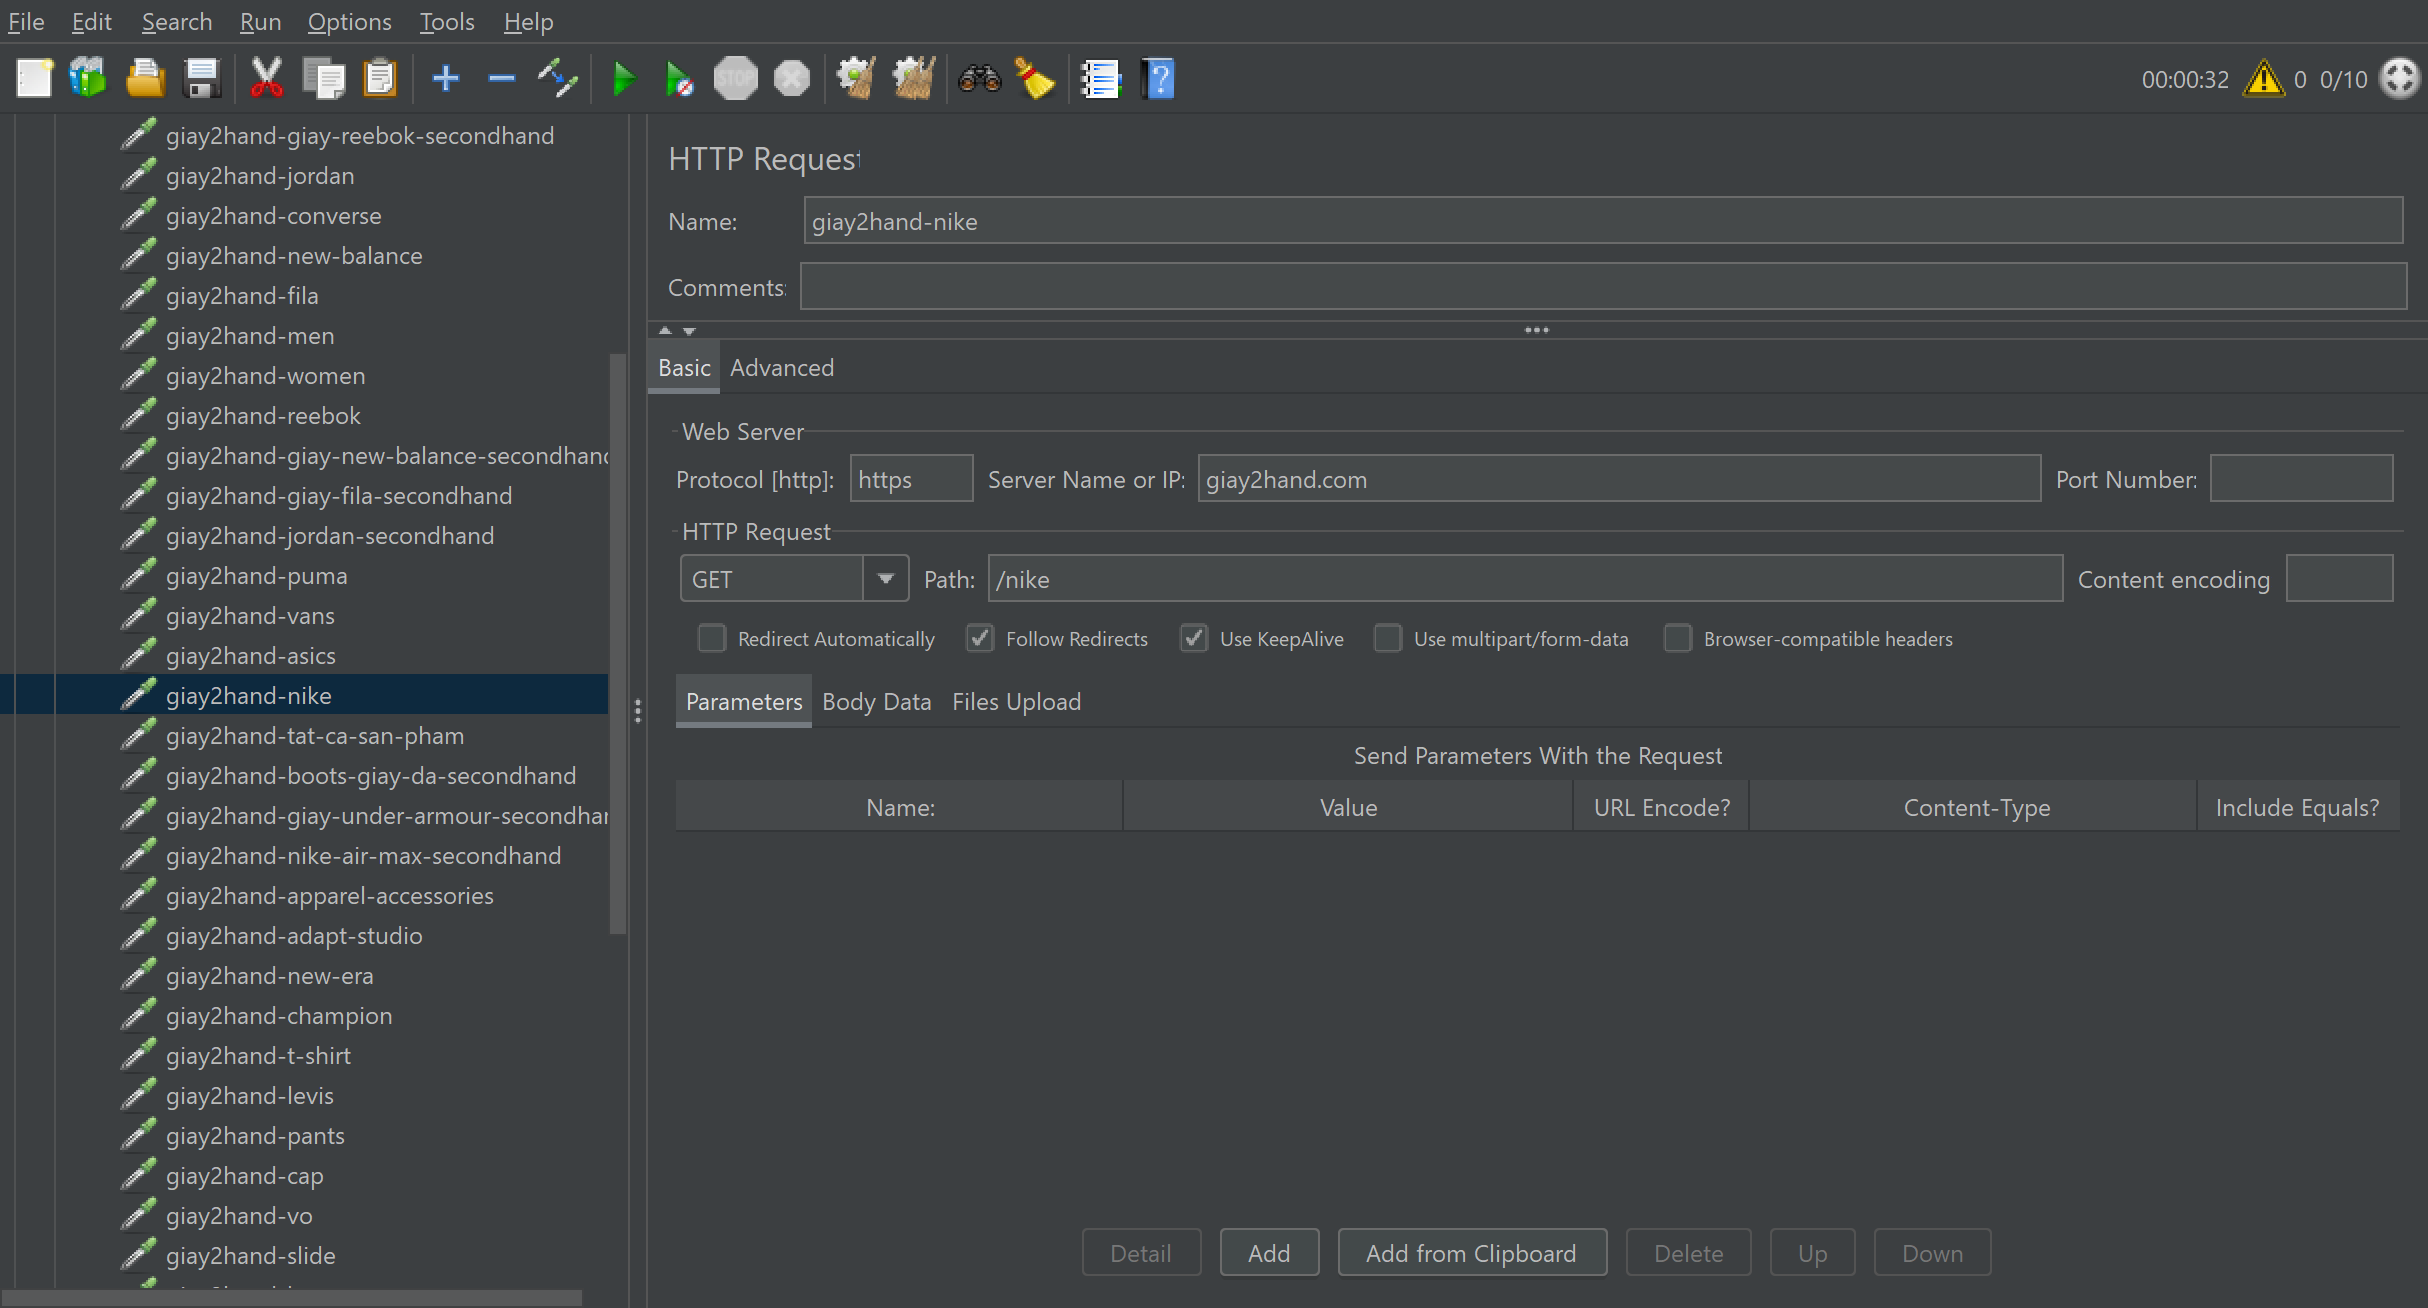 File Edit Search Run Options Tools Help
STOP
00:00:32 0 0/10
giay2hand-giay-reebok-secondhand
giay2hand-jordan
giay2hand-converse
giay2hand-new-balance
giay2hand-fila
giay2hand-men
giay2hand-women
giay2hand-reebok
giay2hand-giay-new-balance-secondhand
giay2hand-giay-fila-secondhand
giay2hand-jordan-secondhand
giay2hand-puma
giay2hand-vans
giay2hand-asics
giay2hand-nike
giay2hand-tat-ca-san-pham
giay2hand-boots-giay-da-secondhand
giay2hand-giay-under-armour-secondhar
giay2hand-nike-air-max-secondhand
giay2hand-apparel-accessories
giay2hand-adapt-studio
giay2hand-new-era
giay2hand-champion
giay2hand-t-shirt
giay2hand-levis
giay2hand-pants
giay2hand-cap
giay2hand-vo
giay2hand-slide
HTTP Request
Name: giay2hand-nike
Comments:
Basic Advanced
Web Server
Protocol [http]: https Server Name or IP: giay2hand.com Port Number:
HTTP Request
GET Path: /nike Content encoding
Redirect Automatically Follow Redirects Use KeepAlive Use multipart/form-data Browser-compatible headers
Parameters Body Data Files Upload
Send Parameters With the Request
Name: Value URL Encode? Content-Type Include Equals?
Detail Add Add from Clipboard Delete Up Down